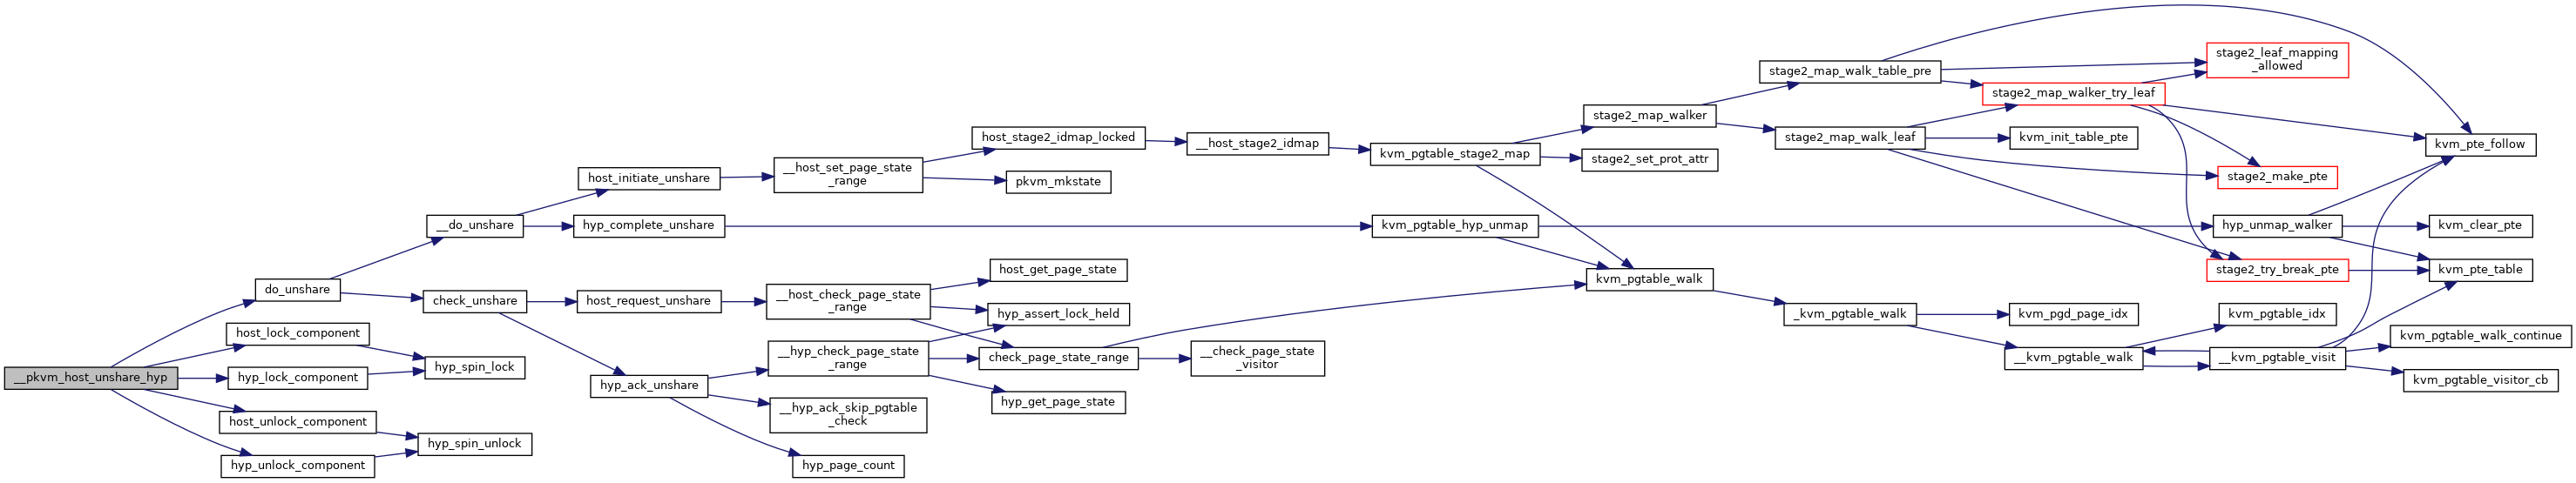 __pkvm_host_unshare_hyp
do_unshare
host_lock_component
hyp_lock_component
host_unlock_component
hyp_unlock_component
__do_unshare
check_unshare
hyp_spin_lock
hyp_spin_unlock
host_initiate_unshare
hyp_complete_unshare
host_request_unshare
hyp_ack_unshare
__host_set_page_state
_range
__host_check_page_state
_range
__hyp_check_page_state
_range
__hyp_ack_skip_pgtable
_check
hyp_page_count
host_stage2_idmap_locked
pkvm_mkstate
host_get_page_state
hyp_assert_lock_held
check_page_state_range
hyp_get_page_state
__host_stage2_idmap
__check_page_state
_visitor
kvm_pgtable_stage2_map
kvm_pgtable_hyp_unmap
stage2_map_walker
stage2_set_prot_attr
kvm_pgtable_walk
stage2_map_walk_table_pre
stage2_map_walk_leaf
_kvm_pgtable_walk
stage2_map_walker_try_leaf
kvm_init_table_pte
kvm_pgd_page_idx
__kvm_pgtable_walk
stage2_leaf_mapping
_allowed
stage2_make_pte
hyp_unmap_walker
stage2_try_break_pte
kvm_pgtable_idx
__kvm_pgtable_visit
kvm_pte_follow
kvm_clear_pte
kvm_pte_table
kvm_pgtable_walk_continue
kvm_pgtable_visitor_cb